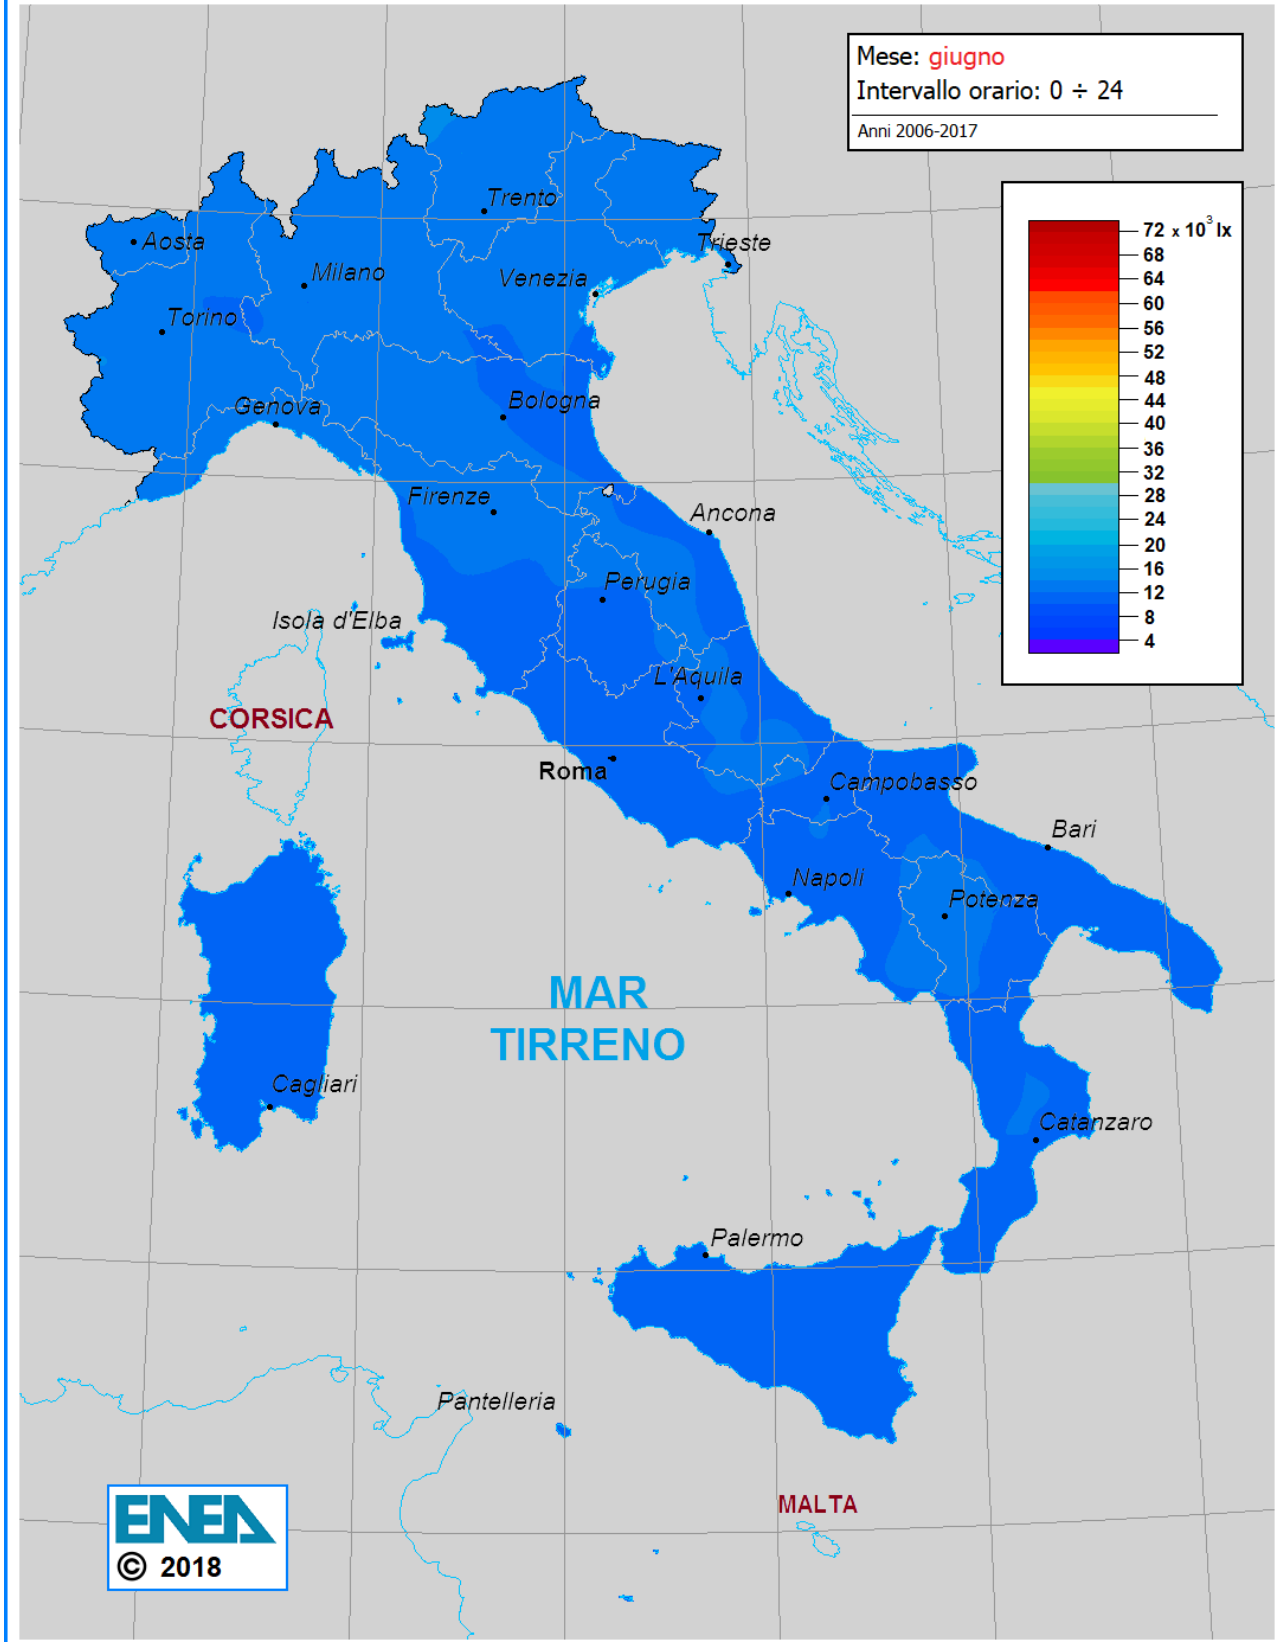 Mese: giugno
Intervallo orario: 0 ÷ 24
Anni 2006-2017
72 x 10³ lx
68
64
60
56
52
48
44
40
36
32
28
24
20
16
12
8
4
Trento
Aosta
Trieste
Milano
Venezia
Torino
Genova
Bologna
Firenze
Ancona
Perugia
Isola d'Elba
L'Aquila
CORSICA
Roma
Campobasso
Bari
Napoli
Potenza
MAR
TIRRENO
Cagliari
Catanzaro
Palermo
Pantelleria
MALTA
ENEA
© 2018